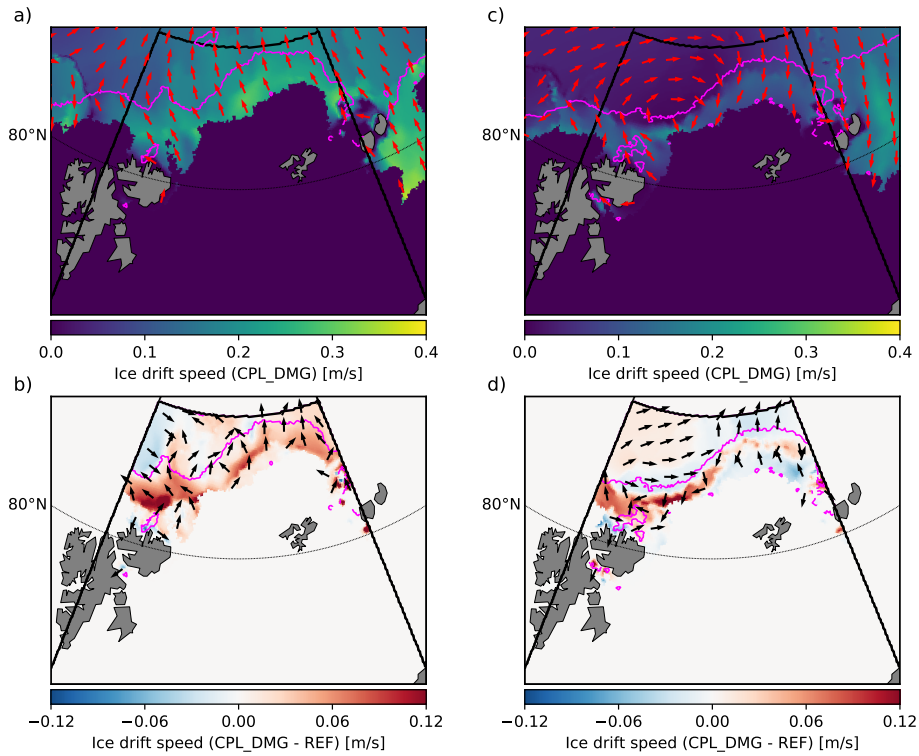 a)
80°N
0.0 0.1 0.2 0.3 0.4
Ice drift speed (CPL_DMG) [m/s]
b)
80°N
−0.12 −0.06 0.00 0.06 0.12
Ice drift speed (CPL_DMG - REF) [m/s]
c)
80°N
0.0 0.1 0.2 0.3 0.4
Ice drift speed (CPL_DMG) [m/s]
d)
80°N
−0.12 −0.06 0.00 0.06 0.12
Ice drift speed (CPL_DMG - REF) [m/s]